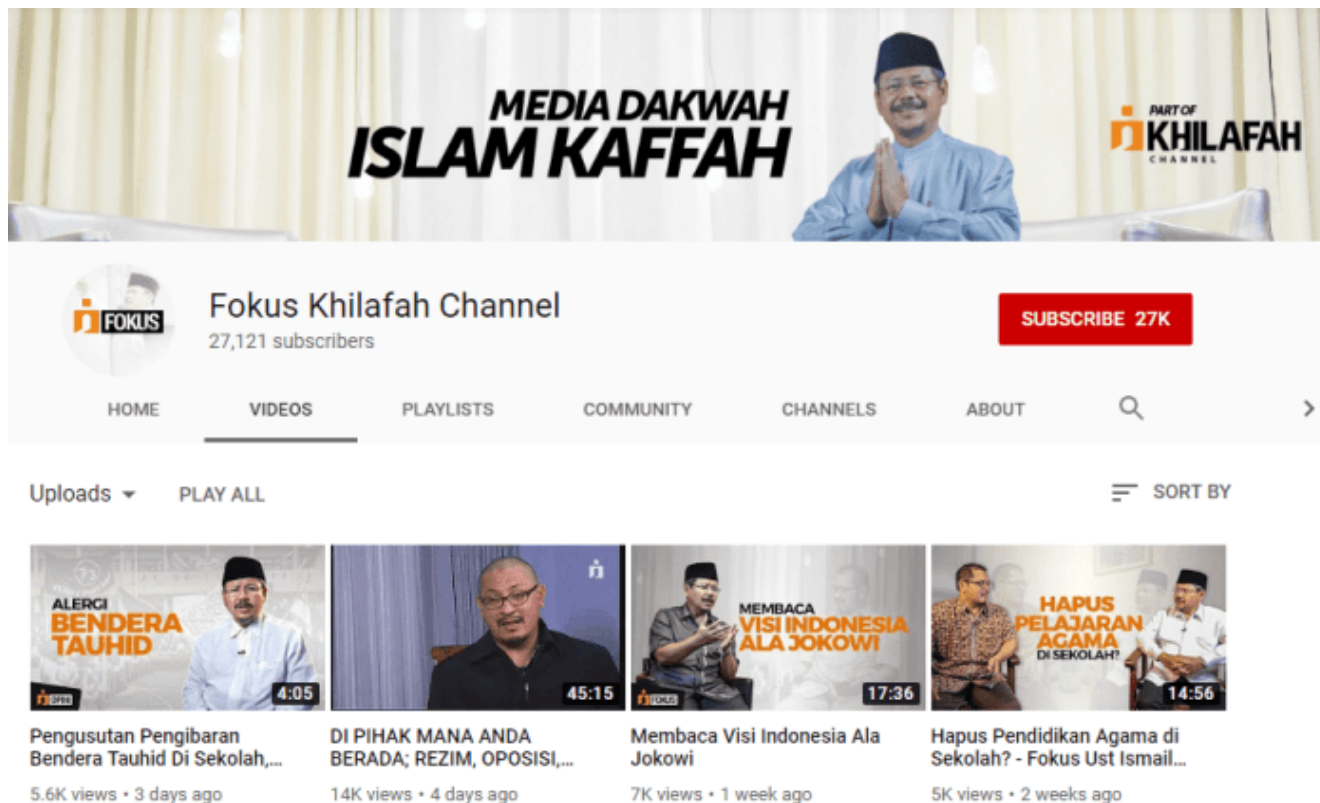 MEDIA DAKWAH
ISLAM KAFFAH
PART OF
KHILAFAH
CHANNEL
FOKUS
Fokus Khilafah Channel
27,121 subscribers
SUBSCRIBE 27K
HOME VIDEOS PLAYLISTS COMMUNITY CHANNELS ABOUT
Uploads PLAY ALL SORT BY
ALERGI
BENDERA
TAUHID
4:05
45:15
MEMBACA
VISI INDONESIA
ALA JOKOWI
FOKUS
17:36
HAPUS
PELAJARAN
AGAMA
DI SEKOLAH?
FOKUS
14:56
Pengusutan Pengibaran
Bendera Tauhid Di Sekolah,...
5.6K views • 3 days ago
DI PIHAK MANA ANDA
BERADA; REZIM, OPOSISI,...
14K views • 4 days ago
Membaca Visi Indonesia Ala
Jokowi
7K views • 1 week ago
Hapus Pendidikan Agama di
Sekolah? - Fokus Ust Ismail...
5K views • 2 weeks ago